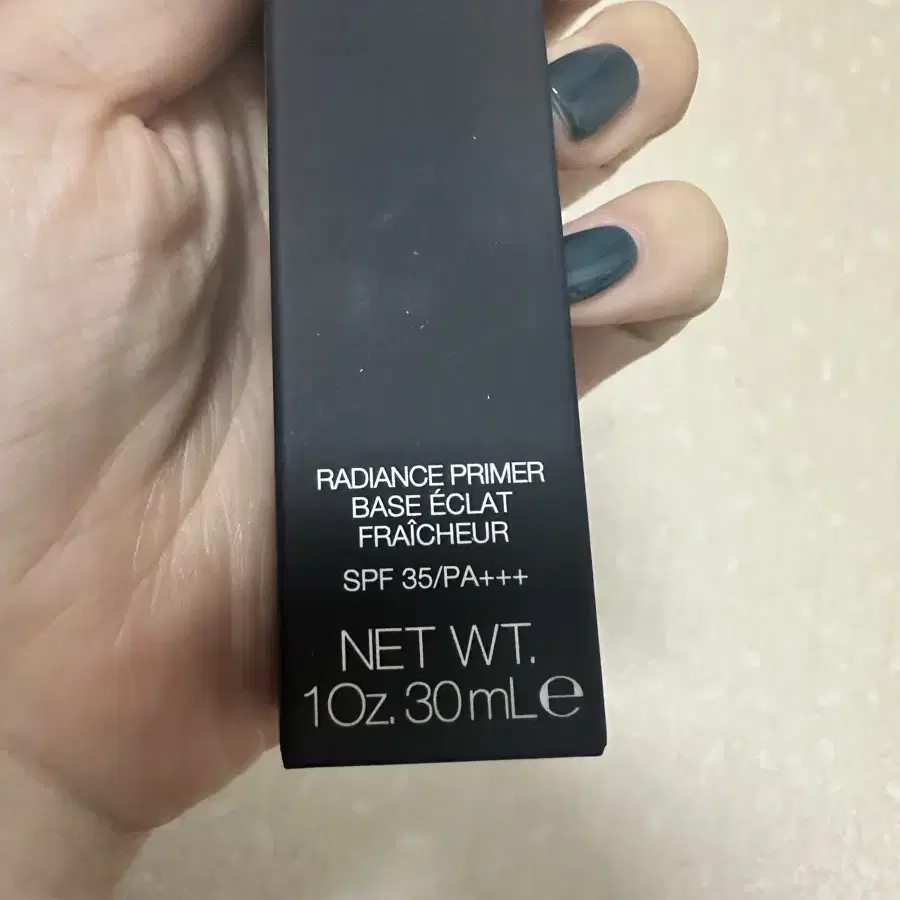 RADIANCE PRIMER
BASE ÉCLAT
FRAÎCHEUR
SPF 35/PA+++
NET WT.
1Oz. 30mL℮